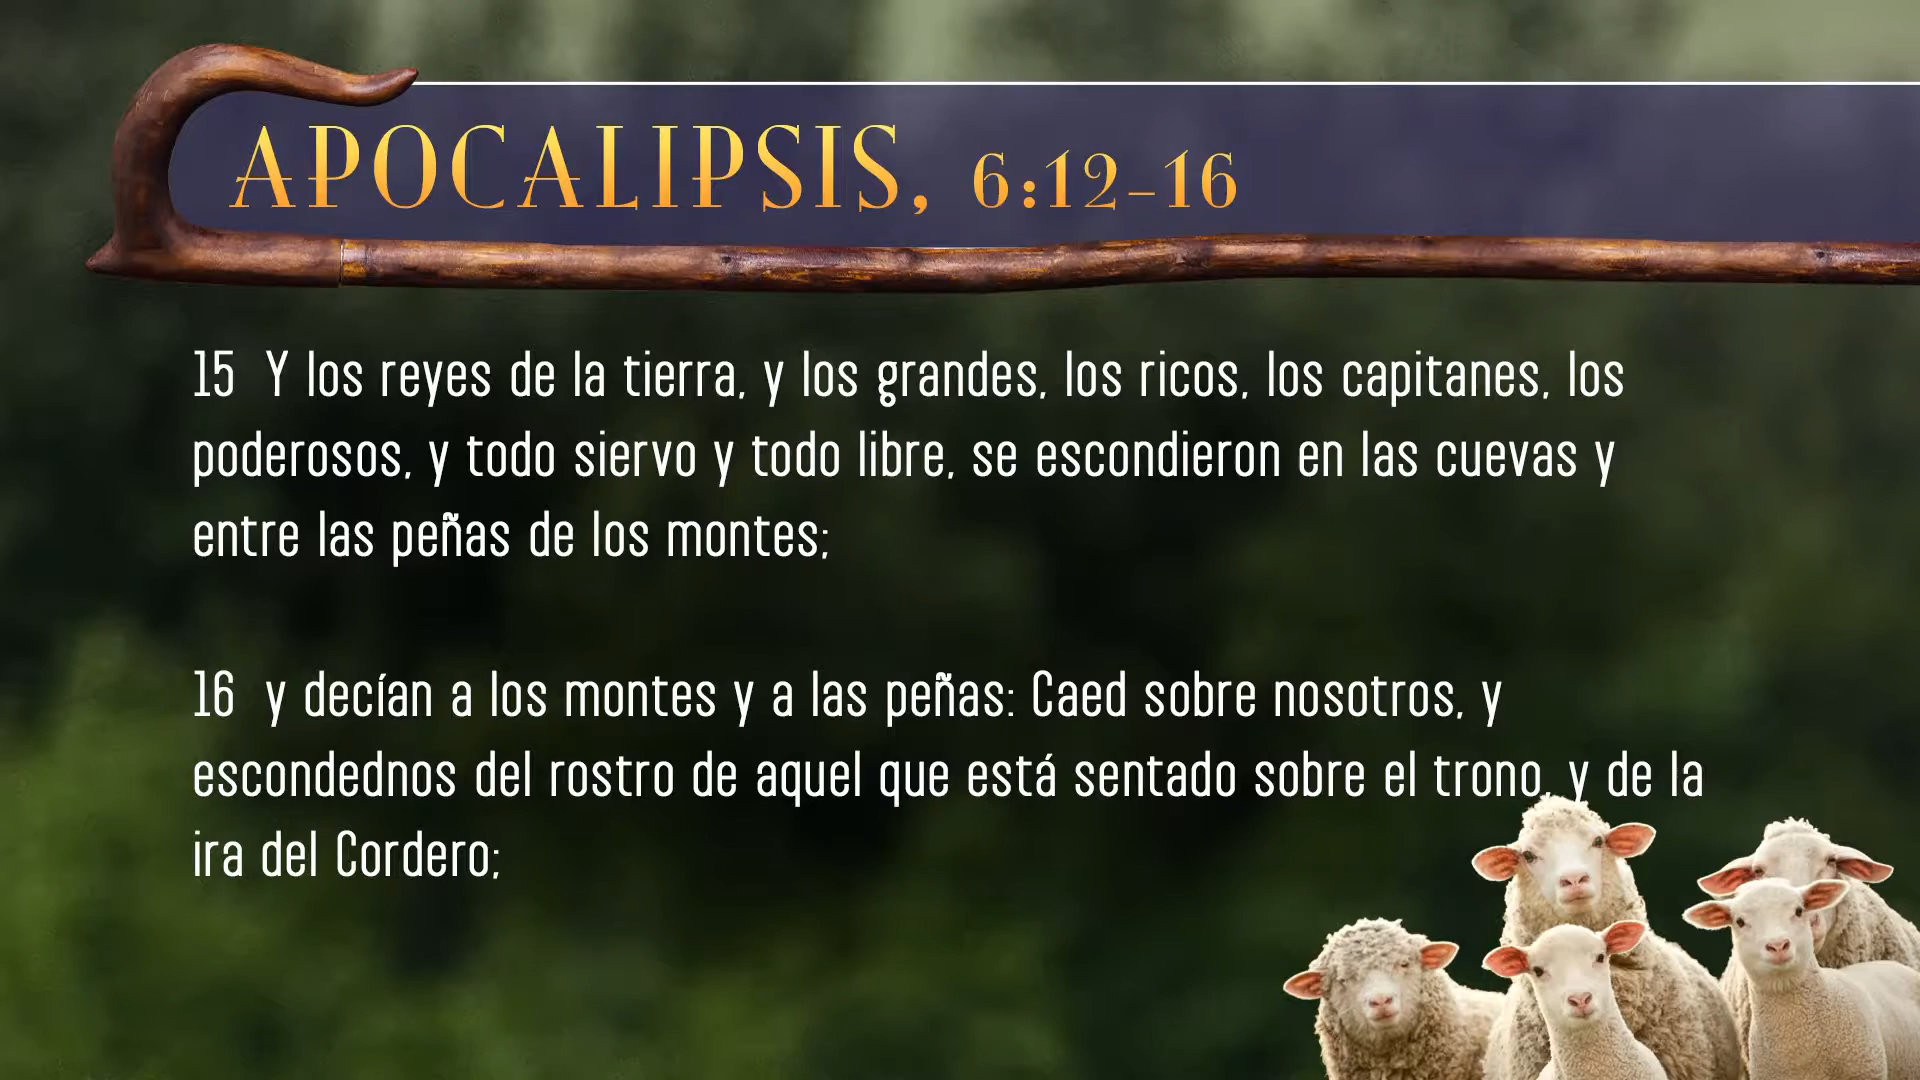 APOCALIPSIS, 6:12-16
15 Y los reyes de la tierra, y los grandes, los ricos, los capitanes, los
poderosos, y todo siervo y todo libre, se escondieron en las cuevas y
entre las peñas de los montes;
16 y decían a los montes y a las peñas: Caed sobre nosotros, y
escondednos del rostro de aquel que está sentado sobre el trono, y de la
ira del Cordero;